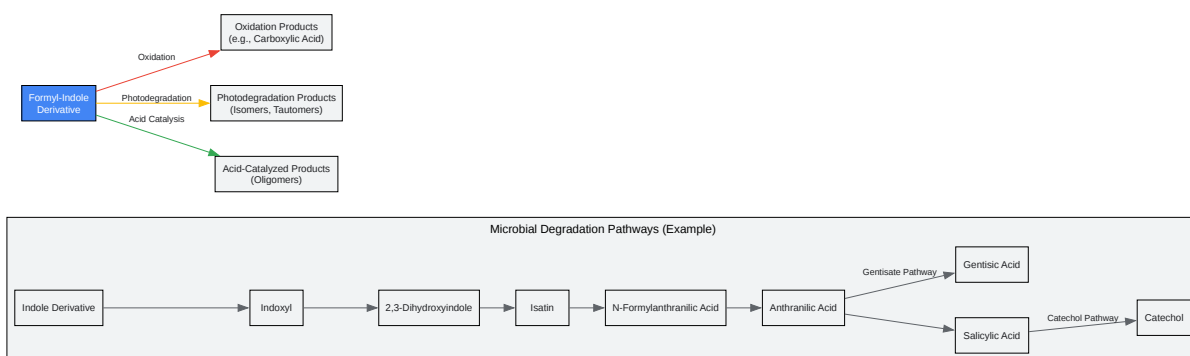 Oxidation Products
(e.g., Carboxylic Acid)
Oxidation
Formyl-Indole
Derivative
Photodegradation
Photodegradation Products
(Isomers, Tautomers)
Acid Catalysis
Acid-Catalyzed Products
(Oligomers)
Microbial Degradation Pathways (Example)
Indole Derivative
Indoxyl
2,3-Dihydroxyindole
Isatin
N-Formylanthranilic Acid
Anthranilic Acid
Gentisate Pathway
Gentisic Acid
Salicylic Acid
Catechol Pathway
Catechol